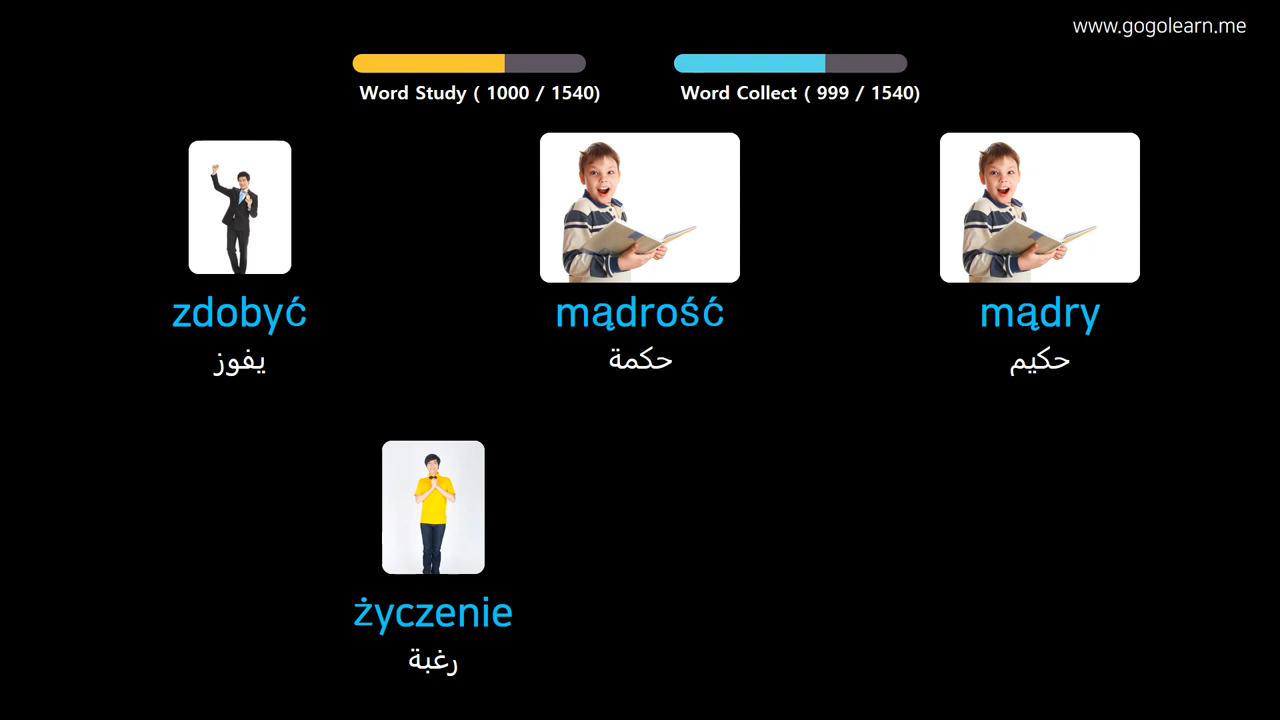 www.gogolearn.me
Word Study ( 1000 / 1540)
Word Collect ( 999 / 1540)
zdobyć
يفوز
mądrość
حكمة
mądry
حكيم
życzenie
رغبة